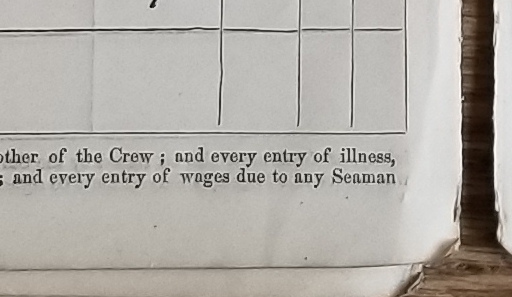 other of the Crew ; and every entry of illness,
; and every entry of wages due to any Seaman